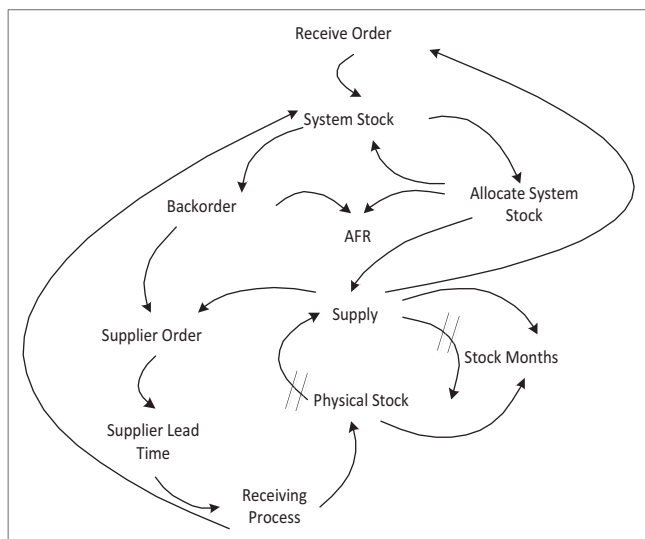 Receive Order
System Stock
Backorder
Allocate System
Stock
AFR
Supply
Supplier Order
Stock Months
Physical Stock
Supplier Lead
Time
Receiving
Process